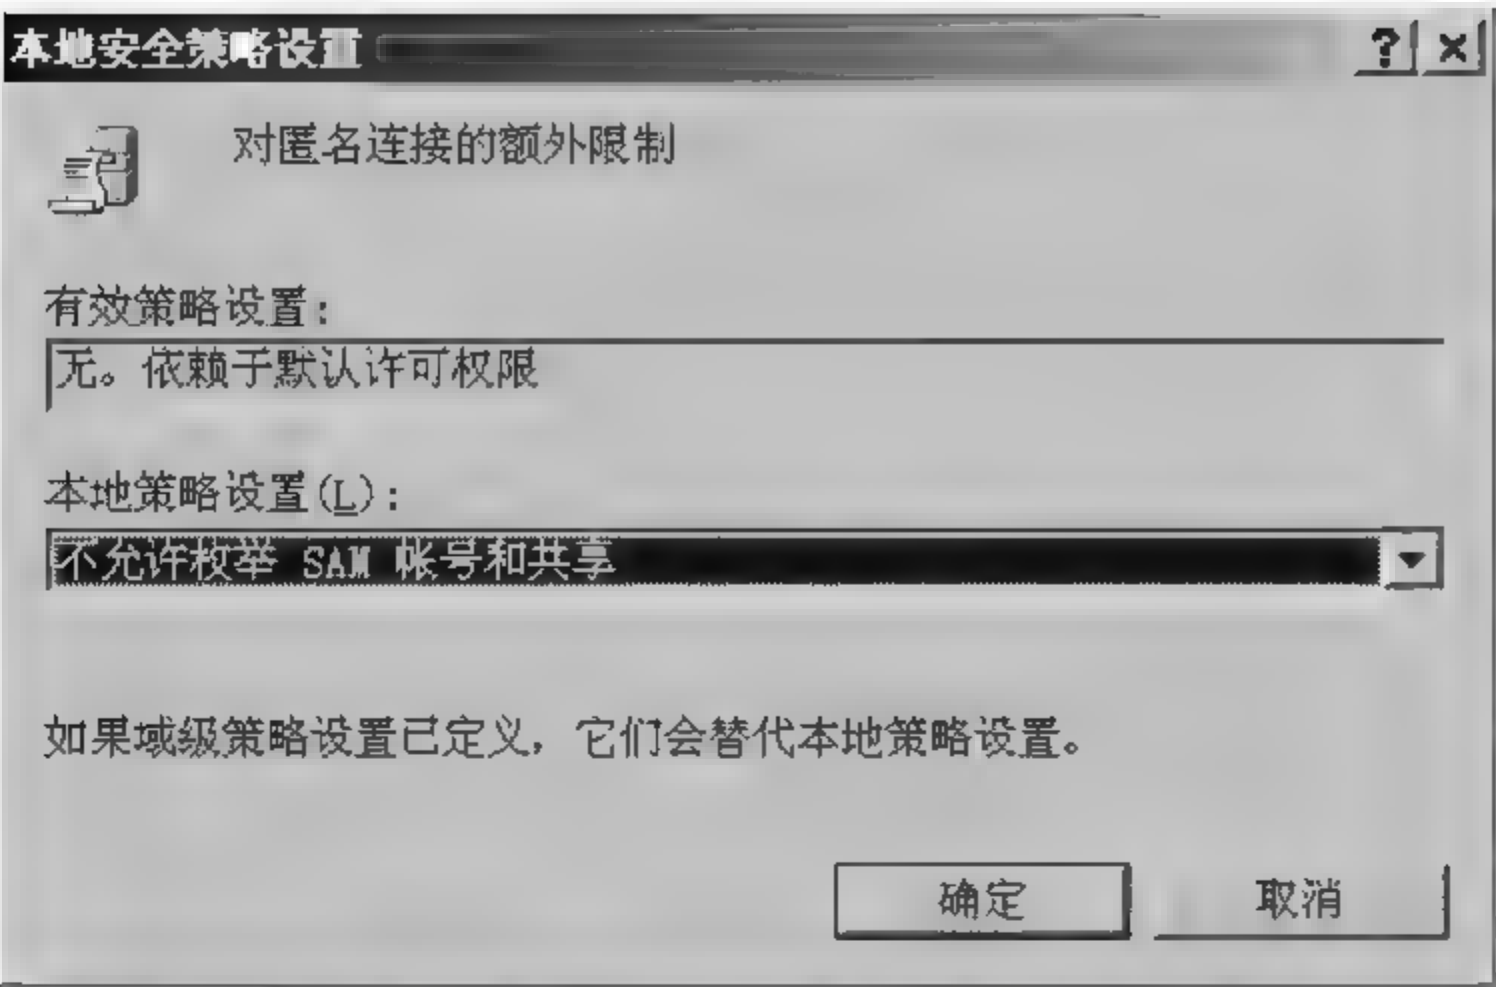 本地安全策略设置
对匿名连接的额外限制
有效策略设置:
无。依赖于默认许可权限
本地策略设置(L):
不允许枚举 SAM 帐号和共享
如果域级策略设置已定义，它们会替代本地策略设置。
确定 取消